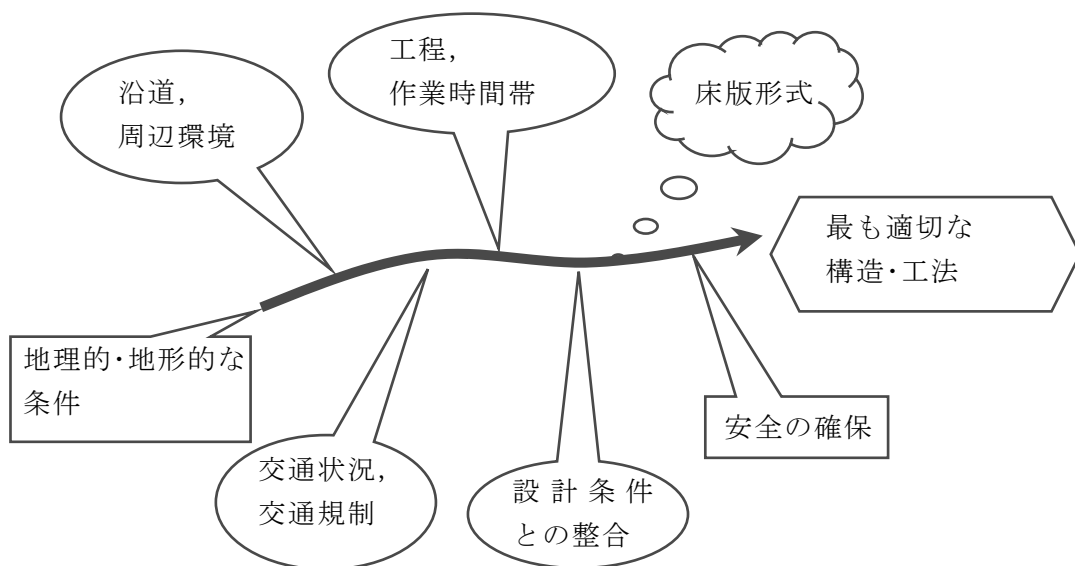 工程,
作業時間帯
沿道,
周辺環境
床版形式
最も適切な
構造・工法
地理的・地形的な
条件
安全の確保
交通状況,
交通規制
設計条件
との整合